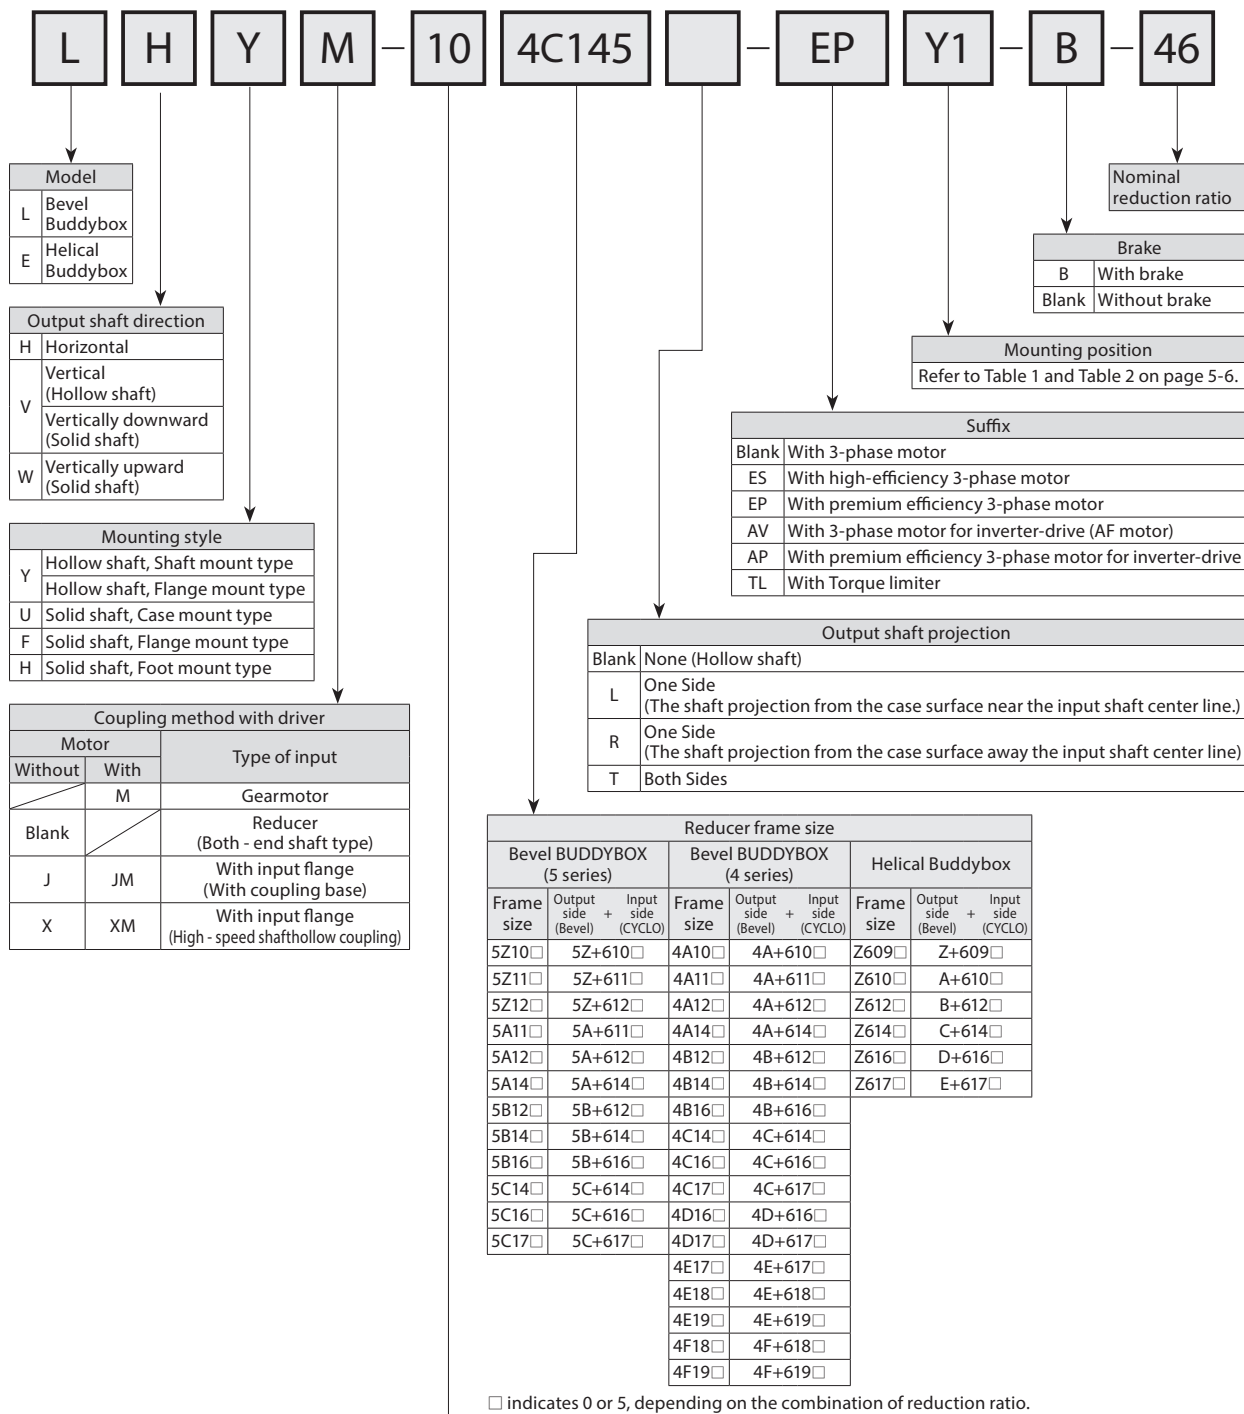 L H Y M – 10 4C145 – EP Y1 – B – 46
Model
L Bevel Buddybox
E Helical Buddybox
Output shaft direction
H Horizontal
V Vertical (Hollow shaft)
Vertically downward (Solid shaft)
W Vertically upward (Solid shaft)
Mounting style
Y Hollow shaft, Shaft mount type
Hollow shaft, Flange mount type
U Solid shaft, Case mount type
F Solid shaft, Flange mount type
H Solid shaft, Foot mount type
Coupling method with driver
Motor Type of input
Without With
M Gearmotor
Blank Reducer (Both - end shaft type)
J JM With input flange (With coupling base)
X XM With input flange (High - speed shafthollow coupling)
Nominal reduction ratio
Brake
B With brake
Blank Without brake
Mounting position
Refer to Table 1 and Table 2 on page 5-6.
Suffix
Blank With 3-phase motor
ES With high-efficiency 3-phase motor
EP With premium efficiency 3-phase motor
AV With 3-phase motor for inverter-drive (AF motor)
AP With premium efficiency 3-phase motor for inverter-drive
TL With Torque limiter
Output shaft projection
Blank None (Hollow shaft)
L One Side
(The shaft projection from the case surface near the input shaft center line.)
R One Side
(The shaft projection from the case surface away the input shaft center line)
T Both Sides
Reducer frame size
Bevel BUDDYBOX (5 series) Bevel BUDDYBOX (4 series) Helical Buddybox
Frame size Output side (Bevel) + Input side (CYCLO) Frame size Output side (Bevel) + Input side (CYCLO) Frame size Output side (Bevel) + Input side (CYCLO)
5Z10□ 5Z+610□ 4A10□ 4A+610□ Z609□ Z+609□
5Z11□ 5Z+611□ 4A11□ 4A+611□ Z610□ A+610□
5Z12□ 5Z+612□ 4A12□ 4A+612□ Z612□ B+612□
5A11□ 5A+611□ 4A14□ 4A+614□ Z614□ C+614□
5A12□ 5A+612□ 4B12□ 4B+612□ Z616□ D+616□
5A14□ 5A+614□ 4B14□ 4B+614□ Z617□ E+617□
5B12□ 5B+612□ 4B16□ 4B+616□
5B14□ 5B+614□ 4C14□ 4C+614□
5B16□ 5B+616□ 4C16□ 4C+616□
5C14□ 5C+614□ 4C17□ 4C+617□
5C16□ 5C+616□ 4D16□ 4D+616□
5C17□ 5C+617□ 4D17□ 4D+617□
4E17□ 4E+617□
4E18□ 4E+618□
4E19□ 4E+619□
4F18□ 4F+618□
4F19□ 4F+619□
□ indicates 0 or 5, depending on the combination of reduction ratio.